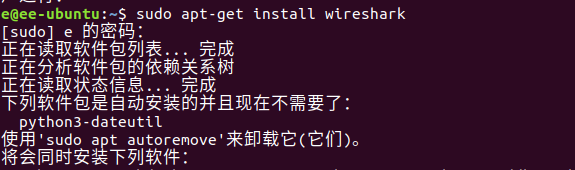 e@ee-ubuntu:~$ sudo apt-get install wireshark
[sudo] e 的密码：
正在读取软件包列表... 完成
正在分析软件包的依赖关系树
正在读取状态信息... 完成
下列软件包是自动安装的并且现在不需要了：
python3-dateutil
使用'sudo apt autoremove'来卸载它(它们)。
将会同时安装下列软件：